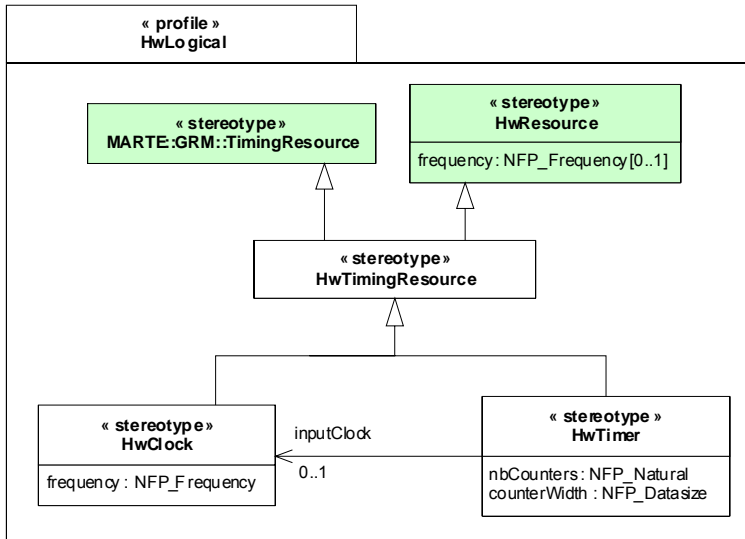 « profile »
HwLogical
« stereotype »
MARTE::GRM::TimingResource
« stereotype »
HwResource
frequency : NFP_Frequency[0..1]
« stereotype »
HwTimingResource
« stereotype »
HwClock
frequency : NFP_Frequency
inputClock
0..1
« stereotype »
HwTimer
nbCounters : NFP_Natural
counterWidth : NFP_Datasize